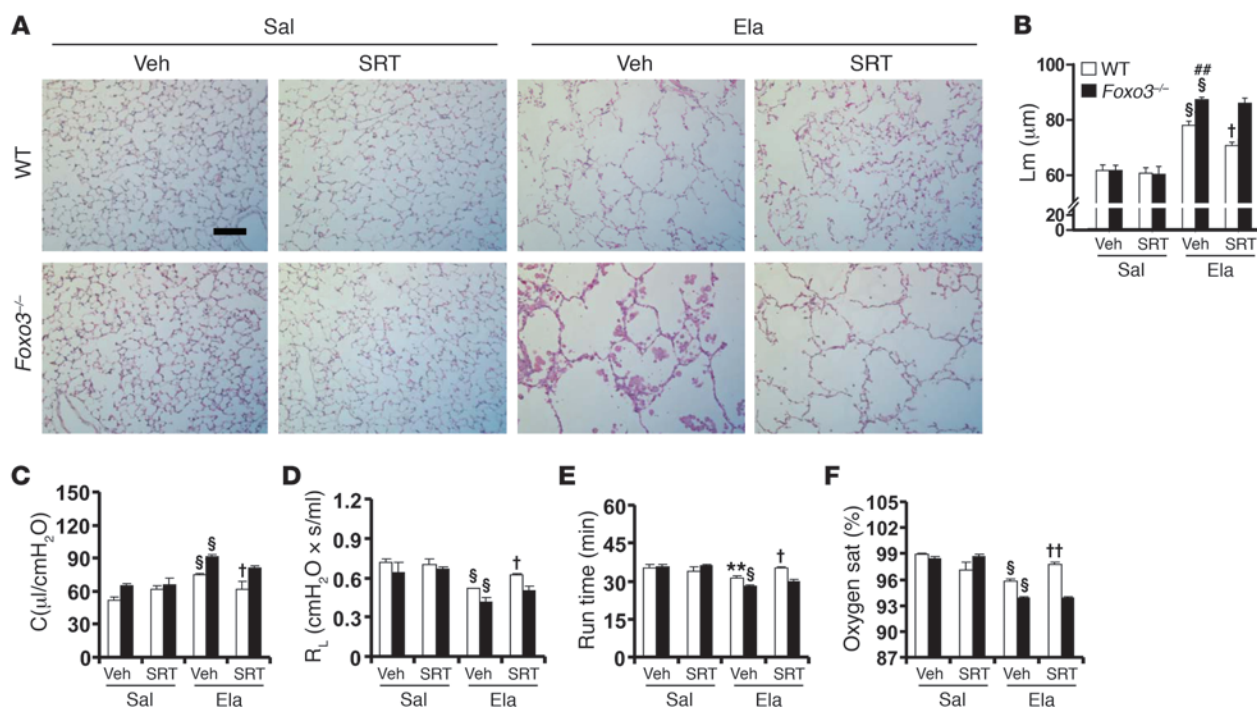 A
Sal
Ela
Veh
SRT
Veh
SRT
WT
Foxo3–/–
B
Lm (μm)
100
80
60
20
0
WT
Foxo3–/–
§
##
§
†
Veh
SRT
Veh
SRT
Sal
Ela
C
C(μl/cmH2O)
150
120
90
60
30
0
§
§
†
Veh
SRT
Veh
SRT
Sal
Ela
D
RL (cmH2O × s/ml)
1.2
0.9
0.6
0.3
0
§
§
†
Veh
SRT
Veh
SRT
Sal
Ela
E
Run time (min)
60
45
30
15
0
**
§
†
Veh
SRT
Veh
SRT
Sal
Ela
F
Oxygen sat (%)
105
102
99
96
93
90
87
§
§
††
Veh
SRT
Veh
SRT
Sal
Ela